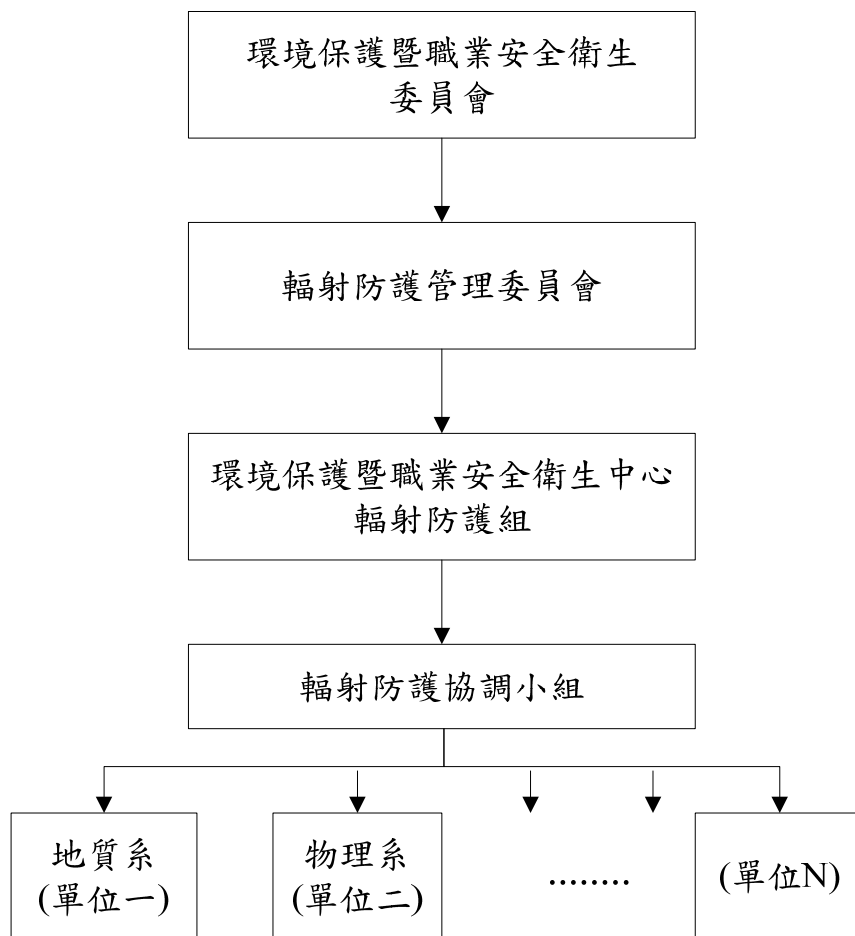 環境保護暨職業安全衛生
委員會
輻射防護管理委員會
環境保護暨職業安全衛生中心
輻射防護組
輻射防護協調小組
地質系
(單位一)
物理系
(單位二)
........
(單位N)